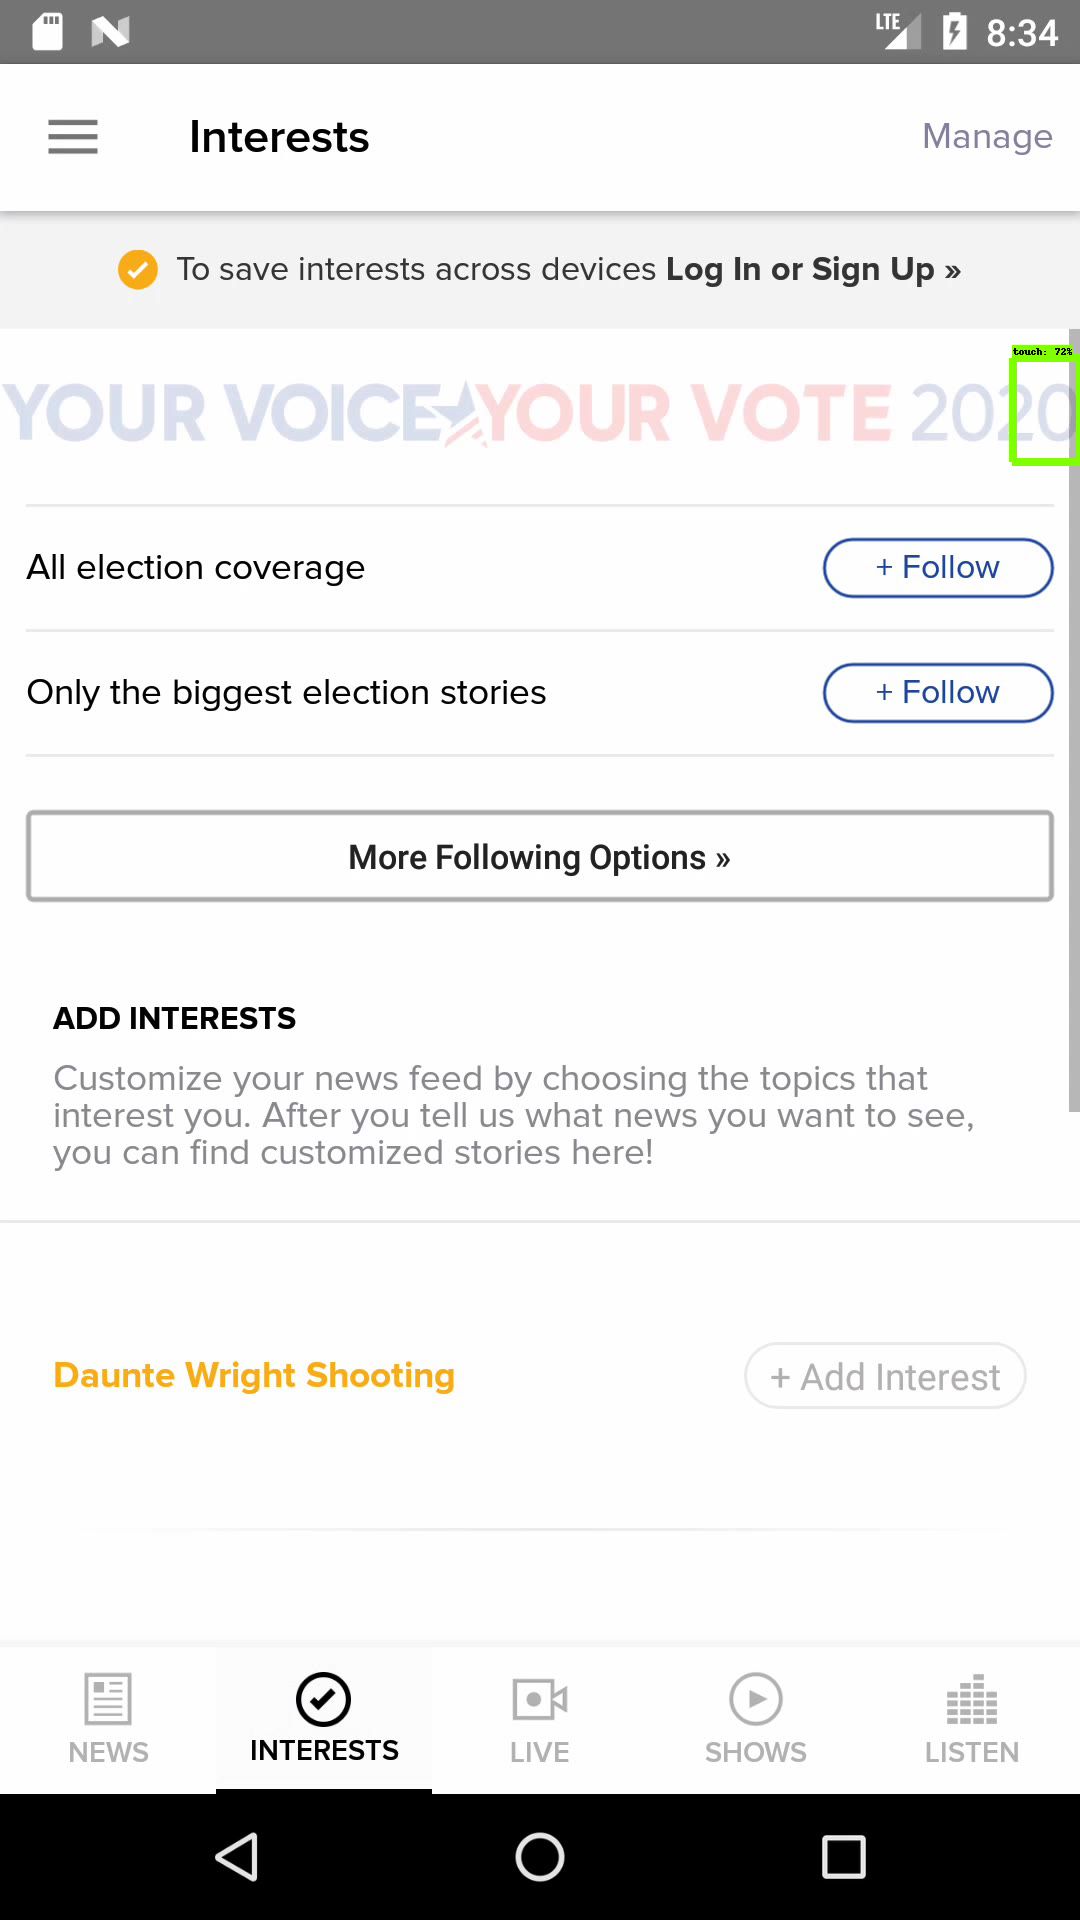 LTE 8:34
Interests Manage
To save interests across devices Log In or Sign Up »
touch: 72%
YOUR VOICE YOUR VOTE 2020
All election coverage + Follow
Only the biggest election stories + Follow
More Following Options »
ADD INTERESTS
Customize your news feed by choosing the topics that
interest you. After you tell us what news you want to see,
you can find customized stories here!
Daunte Wright Shooting + Add Interest
NEWS INTERESTS LIVE SHOWS LISTEN